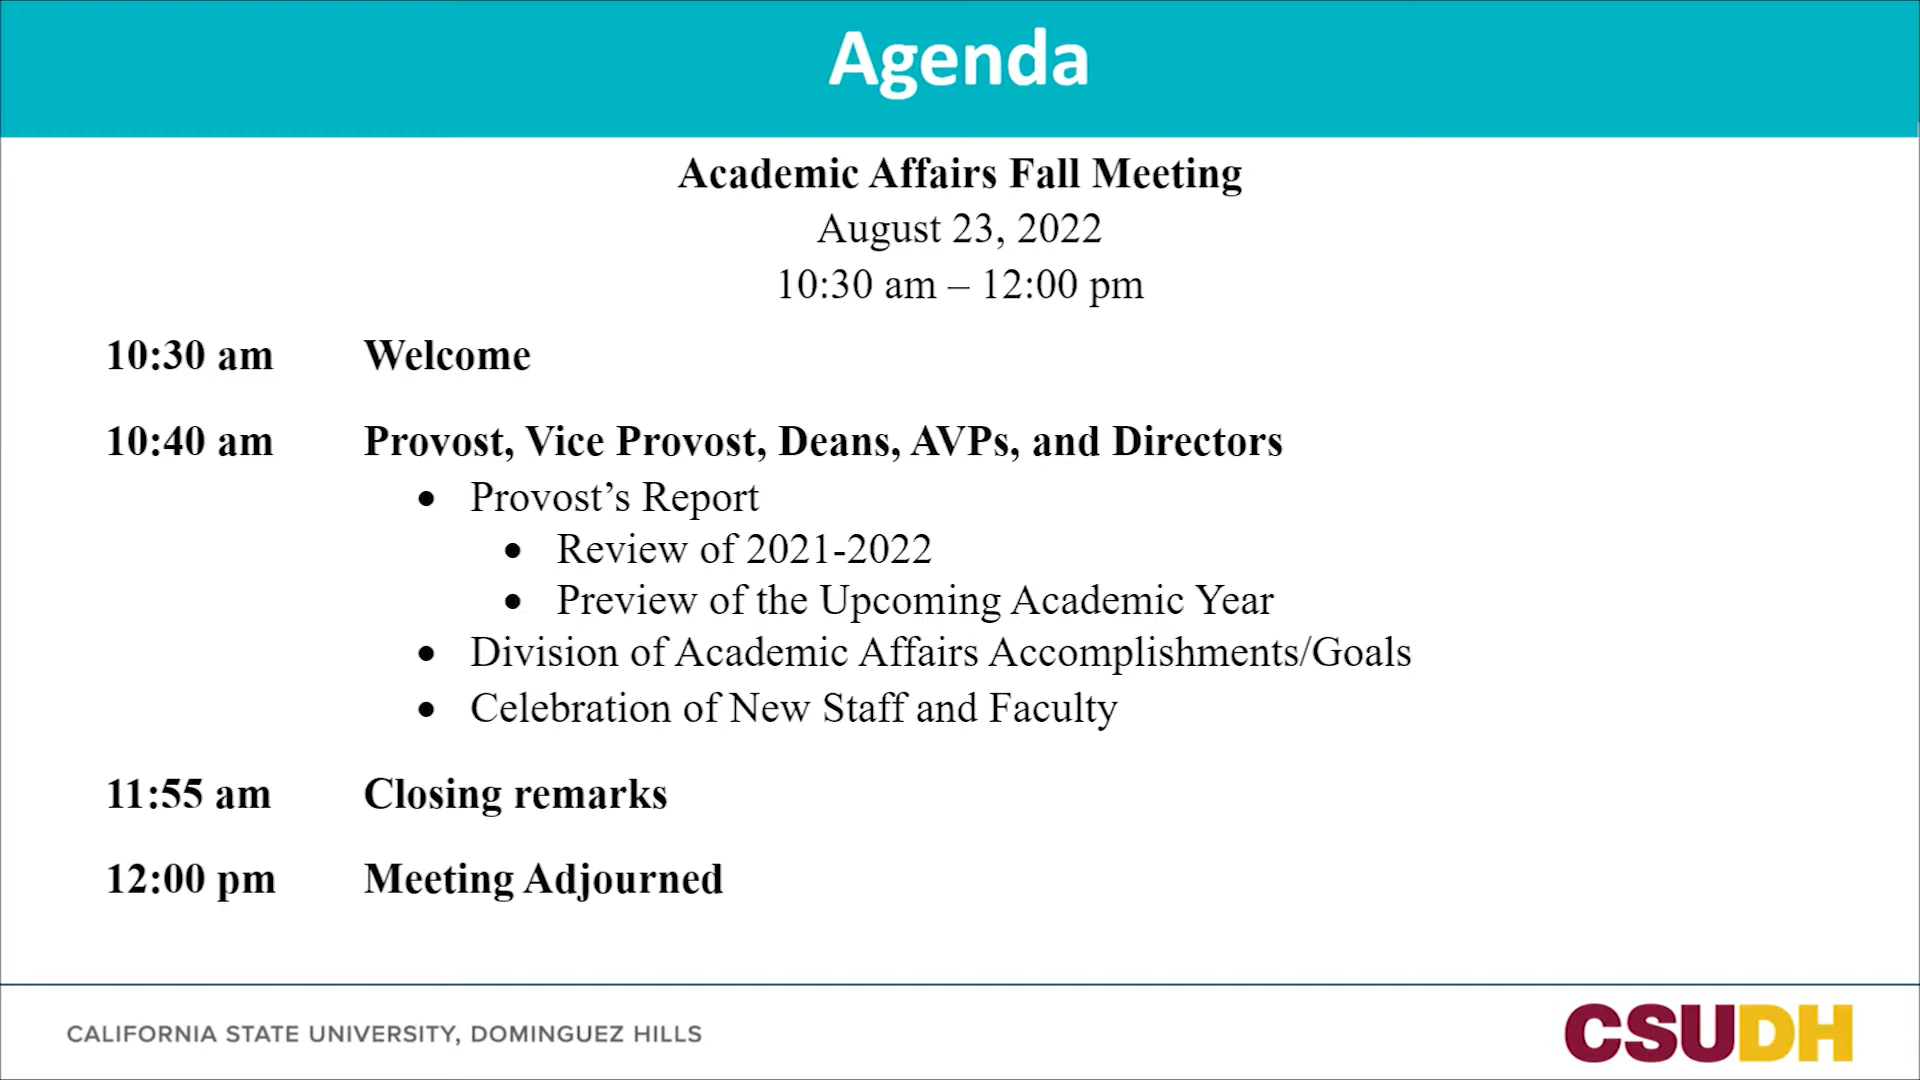 Agenda
Academic Affairs Fall Meeting
August 23, 2022
10:30 am – 12:00 pm
10:30 am Welcome
10:40 am Provost, Vice Provost, Deans, AVPs, and Directors
• Provost’s Report
• Review of 2021-2022
• Preview of the Upcoming Academic Year
• Division of Academic Affairs Accomplishments/Goals
• Celebration of New Staff and Faculty
11:55 am Closing remarks
12:00 pm Meeting Adjourned
CALIFORNIA STATE UNIVERSITY, DOMINGUEZ HILLS
CSUDH